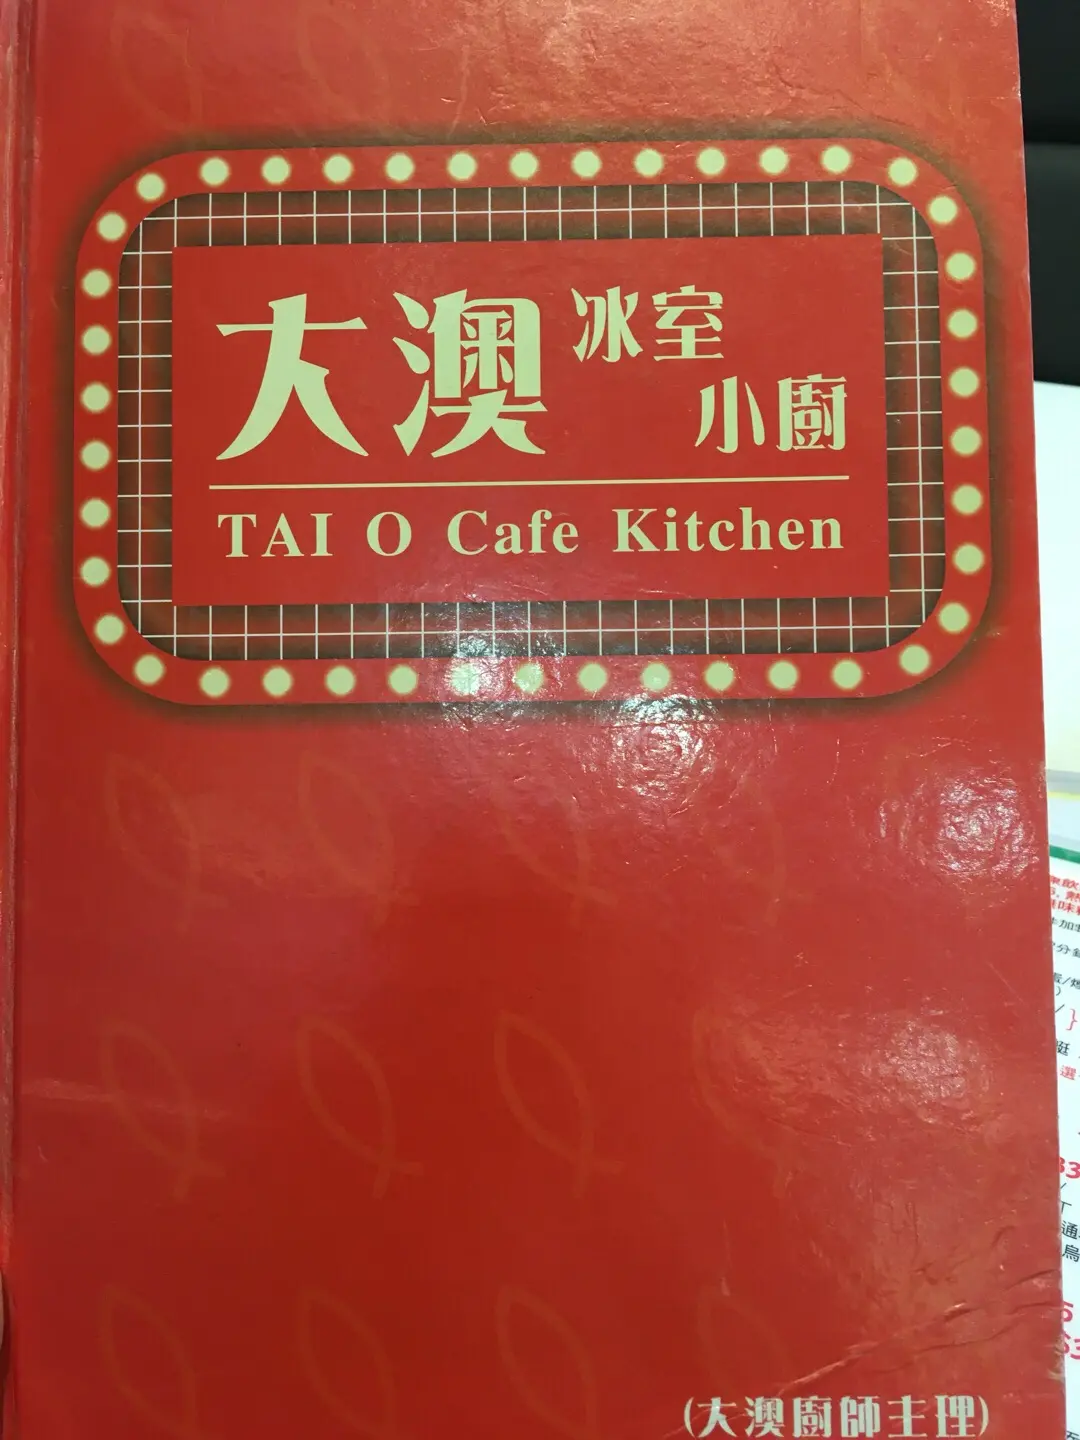 大澳 冰室
小廚
TAI O Cafe Kitchen
(大澳廚師主理)